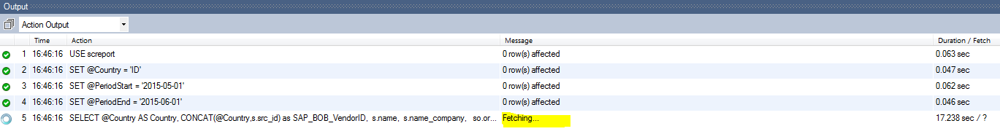 Output
Action Output
Time Action Message Duration / Fetch
1 16:46:16 USE screport 0 row(s) affected 0.063 sec
2 16:46:16 SET @Country = 'ID' 0 row(s) affected 0.047 sec
3 16:46:16 SET @PeriodStart = '2015-05-01' 0 row(s) affected 0.062 sec
4 16:46:16 SET @PeriodEnd = '2015-06-01' 0 row(s) affected 0.046 sec
5 16:46:16 SELECT @Country AS Country, CONCAT(@Country,s.src_id) as SAP_BOB_VendorID, s.name, s.name_company, so.or... Fetching... 17.238 sec / ?